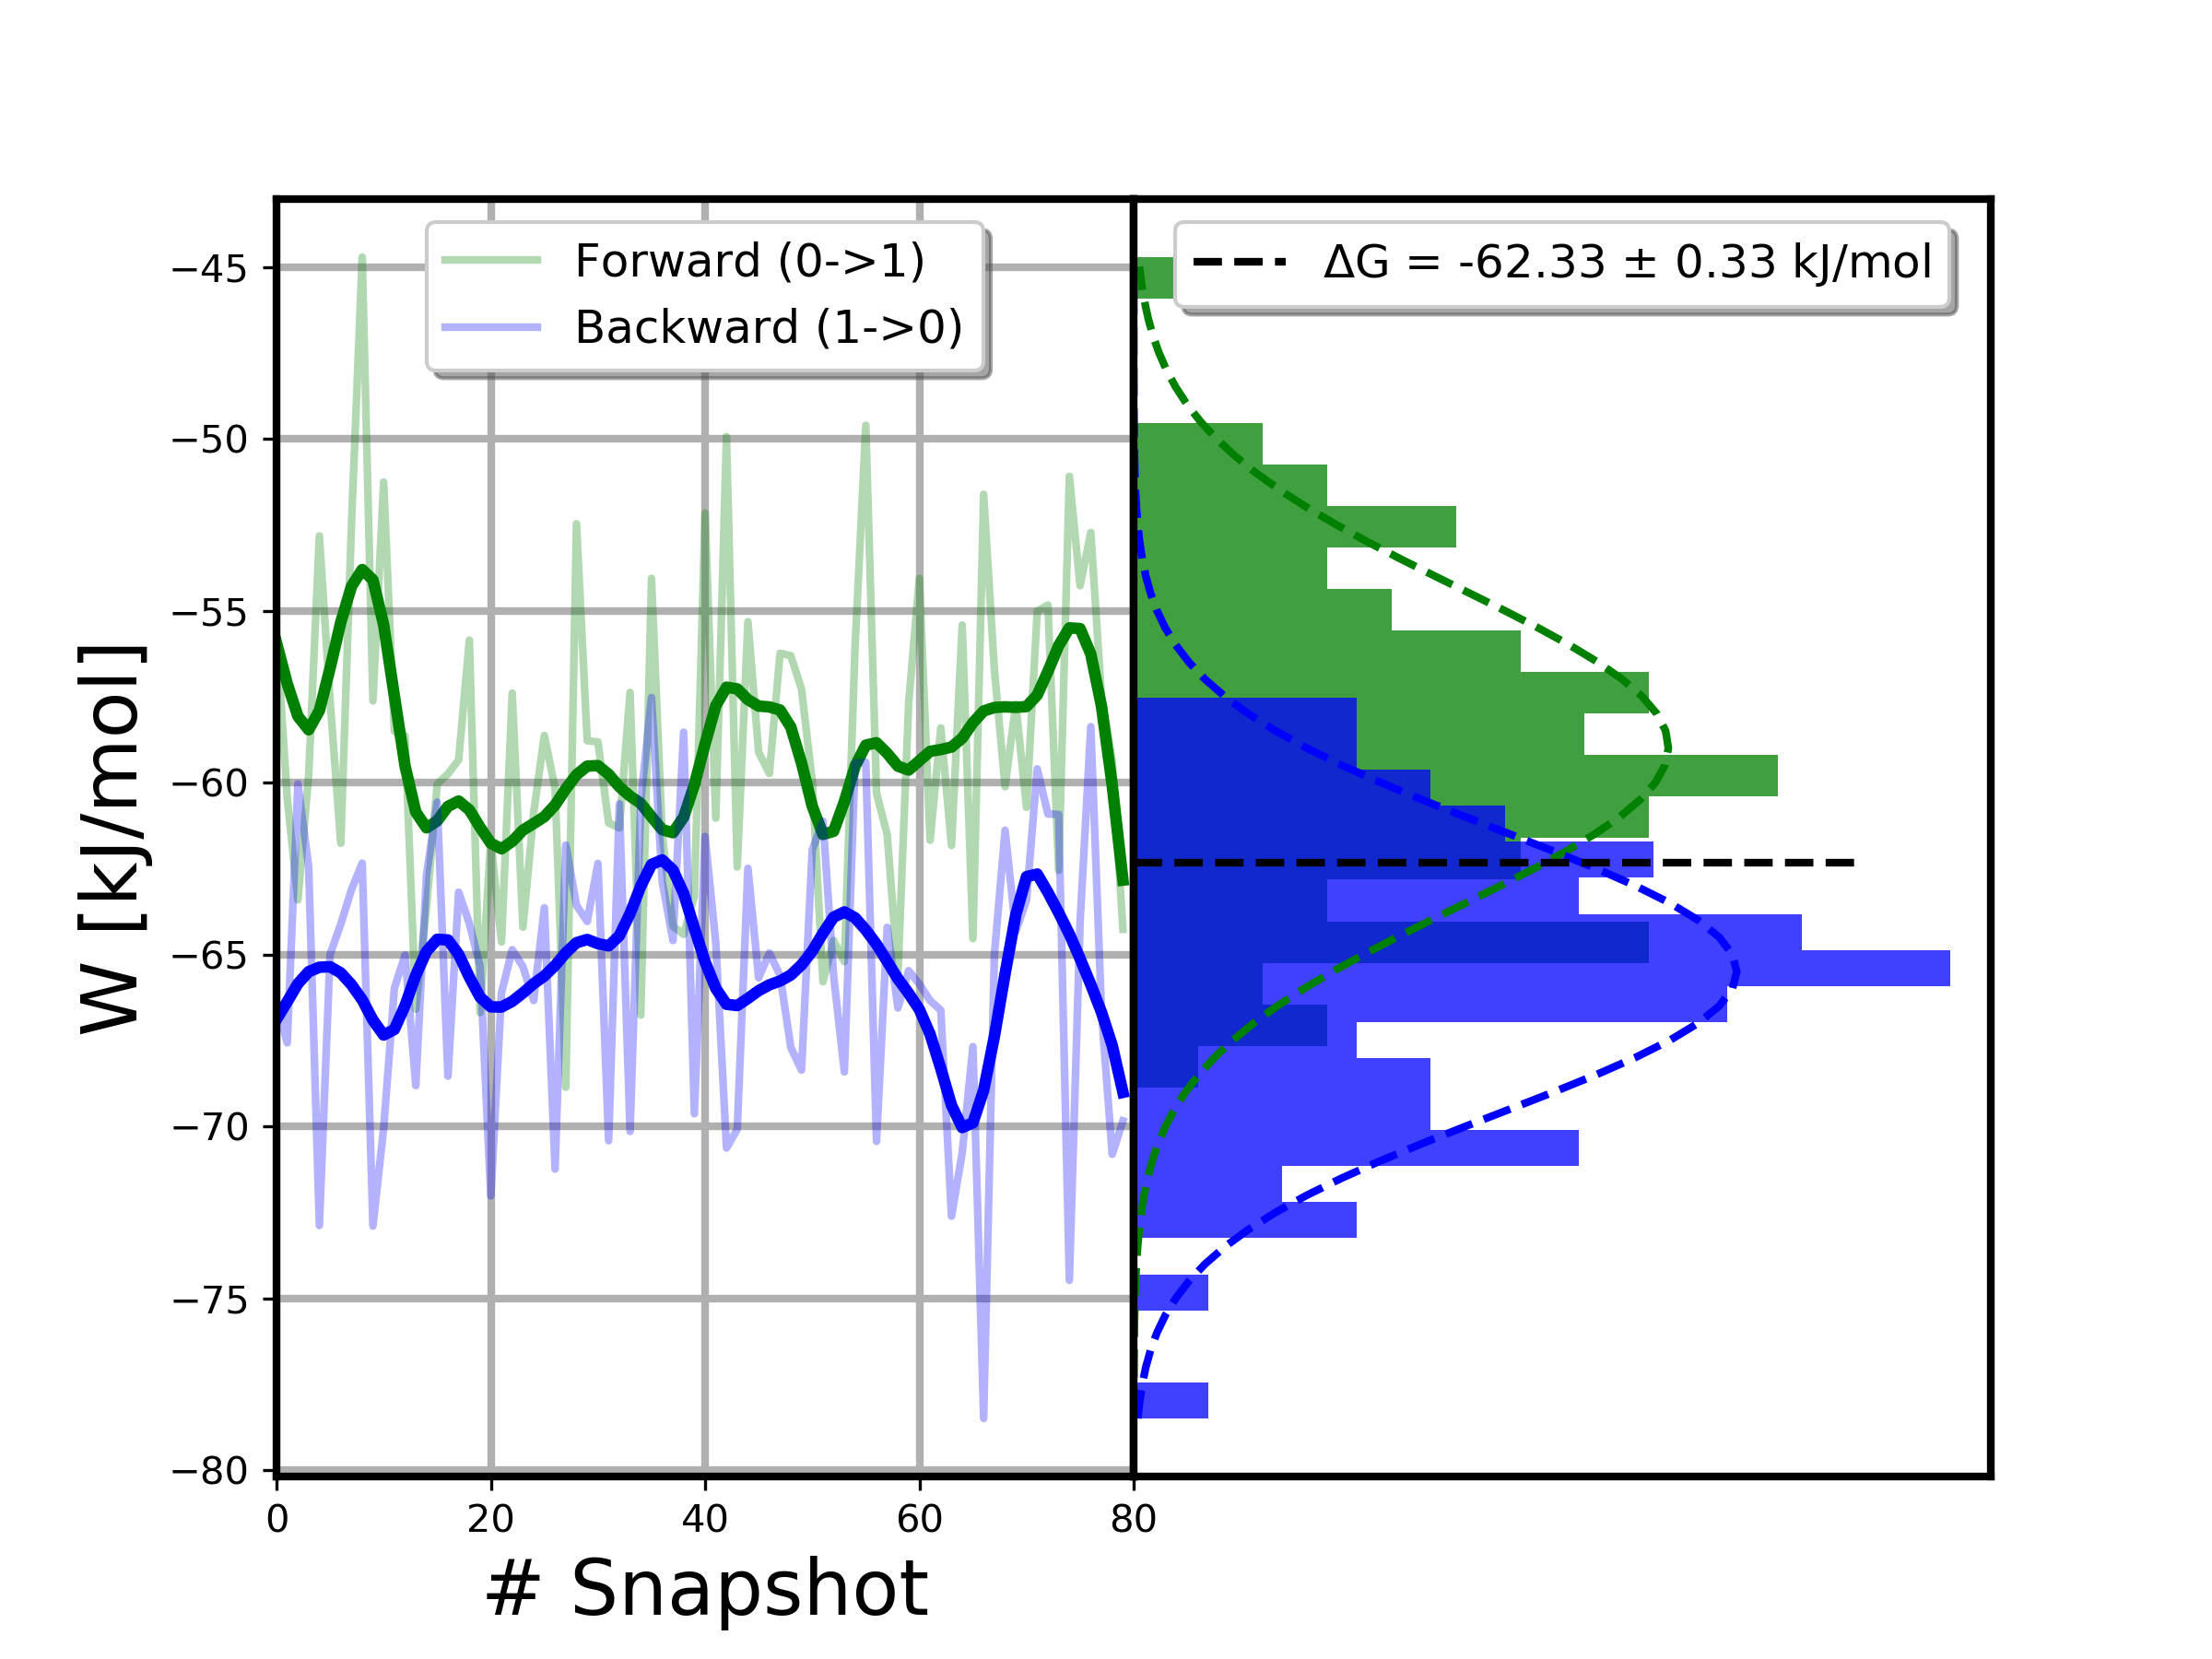 Forward (0->1)
Backward (1->0)
ΔG = -62.33 ± 0.33 kJ/mol
W [kJ/mol]
−45
−50
−55
−60
−65
−70
−75
−80
0 20 40 60 80
# Snapshot